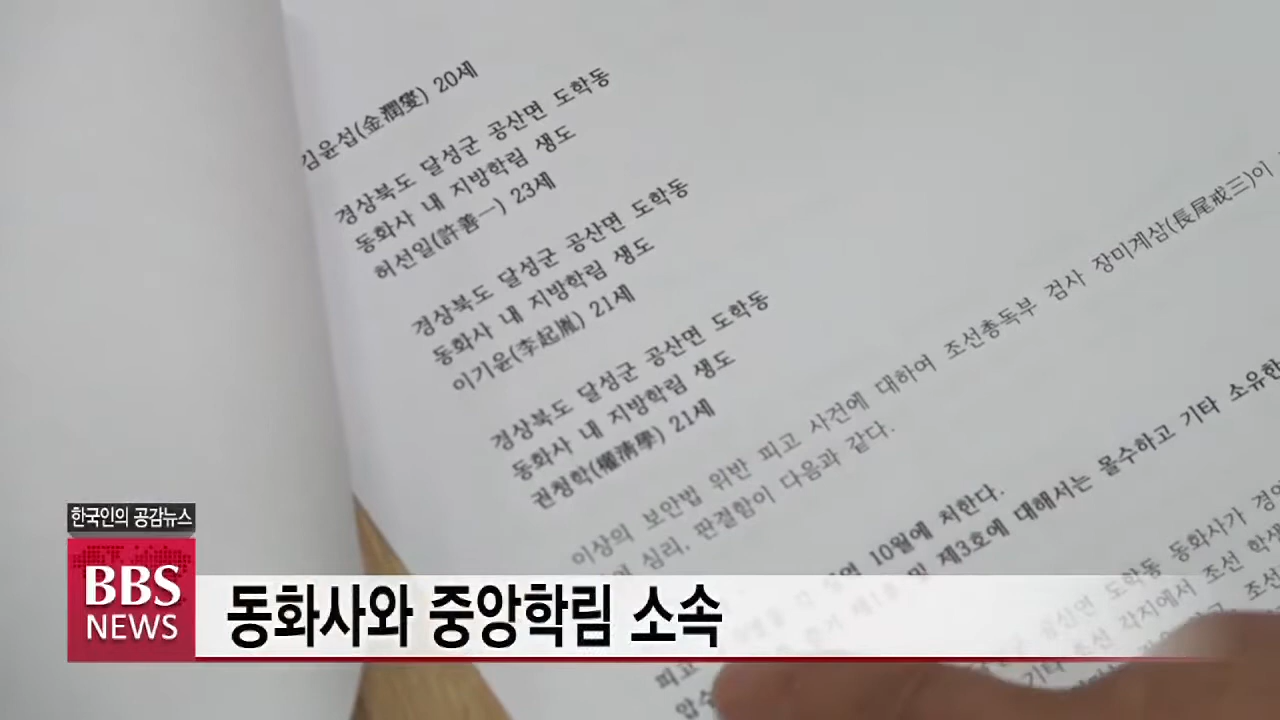 김윤섭(金潤燮) 20세
경상북도 달성군 공산면 도학동
동화사 내 지방학림 생도
허선일(許善一) 23세
경상북도 달성군 공산면 도학동
동화사 내 지방학림 생도
이기윤(李起胤) 21세
경상북도 달성군 공산면 도학동
동화사 내 지방학림 생도
권청학(權淸學) 21세
이상의 보안법 위반 피고 사건에 대하여 조선총독부 검사 장미계삼(長尾戒三)이
심리, 판결함이 다음과 같다.
10월에 처한다.
제3호에 대해서는 몰수하고 기타 소유한
도학동 동화사가
기타 조선 각지에서 조선 학생
피고
압수
한국인의 공감뉴스
BBS
NEWS
동화사와 중앙학림 소속